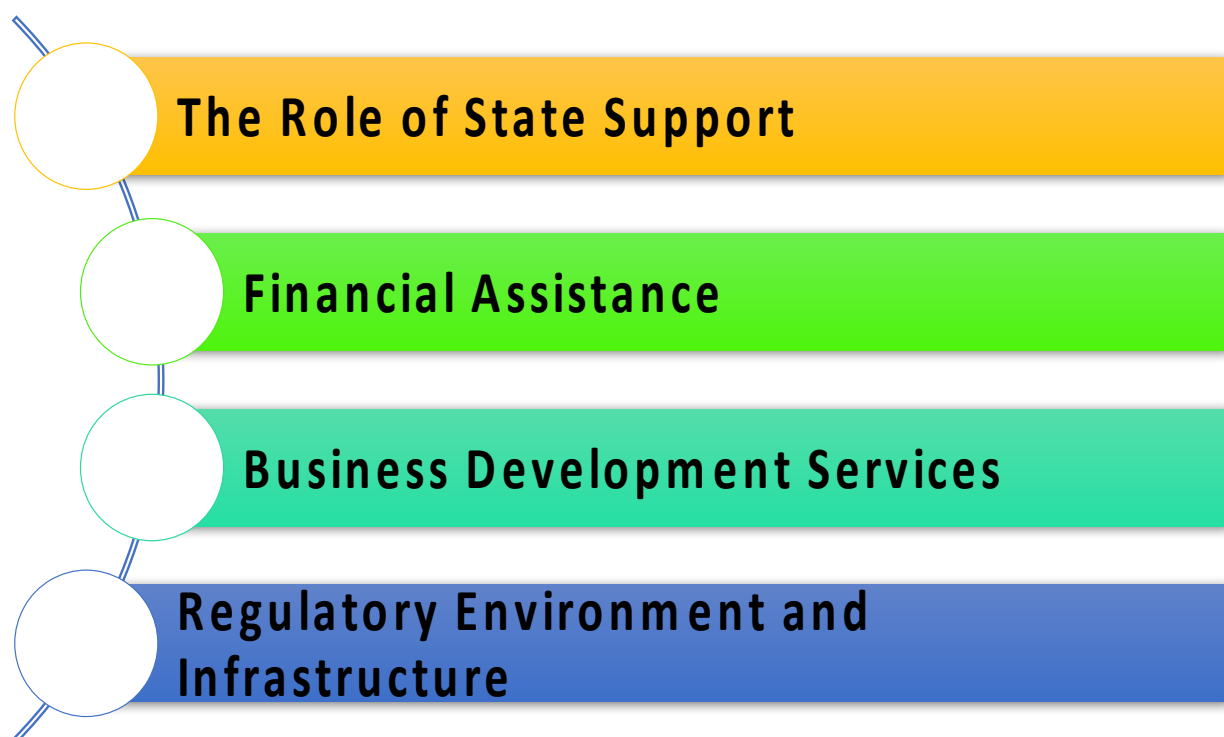 The Role of State Support
Financial Assistance
Business Development Services
Regulatory Environment and
Infrastructure